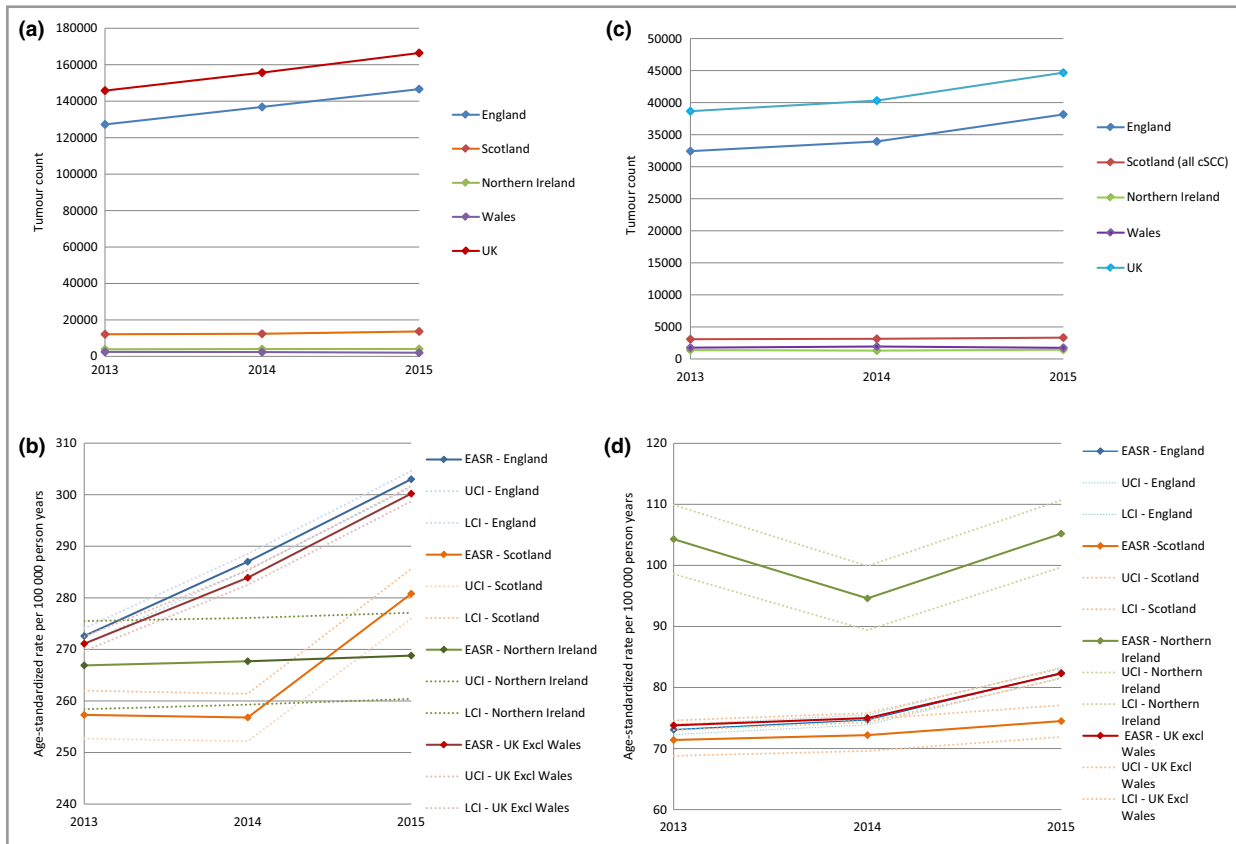 (a)
180000
160000
140000
120000
100000
80000
60000
40000
20000
0
Tumour count
2013
2014
2015
England
Scotland
Northern Ireland
Wales
UK
(c)
50000
45000
40000
35000
30000
25000
20000
15000
10000
5000
0
Tumour count
2013
2014
2015
England
Scotland (all cSCC)
Northern Ireland
Wales
UK
(b)
310
300
290
280
270
260
250
240
Age-standardized rate per 100 000 person years
2013
2014
2015
EASR - England
UCI - England
LCI - England
EASR - Scotland
UCI - Scotland
LCI - Scotland
EASR - Northern Ireland
UCI - Northern Ireland
LCI - Northern Ireland
EASR - UK Excl Wales
UCI - UK Excl Wales
LCI - UK Excl Wales
(d)
120
110
100
90
80
70
60
Age-standardized rate per 100 000 person years
2013
2014
2015
EASR - England
UCI - England
LCI - England
EASR -Scotland
UCI - Scotland
LCI - Scotland
EASR - Northern
Ireland
UCI - Northern
Ireland
LCI - Northern
Ireland
EASR - UK excl
Wales
UCI - UK Excl
Wales
LCI - UK Excl
Wales